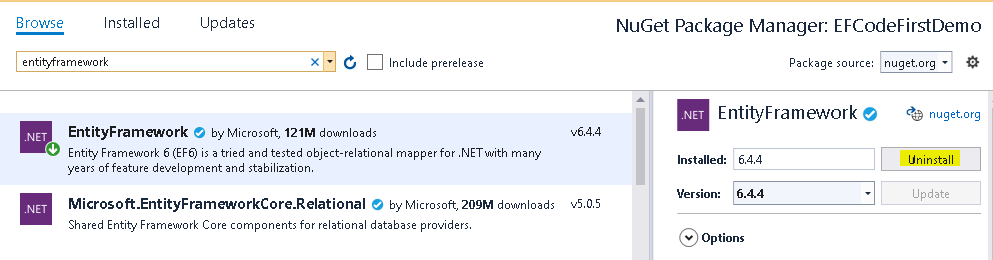 Browse Installed Updates NuGet Package Manager: EFCodeFirstDemo
entityframework Include prerelease Package source: nuget.org
.NET EntityFramework by Microsoft, 121M downloads v6.4.4
Entity Framework 6 (EF6) is a tried and tested object-relational mapper for .NET with many
years of feature development and stabilization.
.NET Microsoft.EntityFrameworkCore.Relational by Microsoft, 209M downloads v5.0.5
Shared Entity Framework Core components for relational database providers.
.NET EntityFramework nuget.org
Installed: 6.4.4 Uninstall
Version: 6.4.4 Update
Options